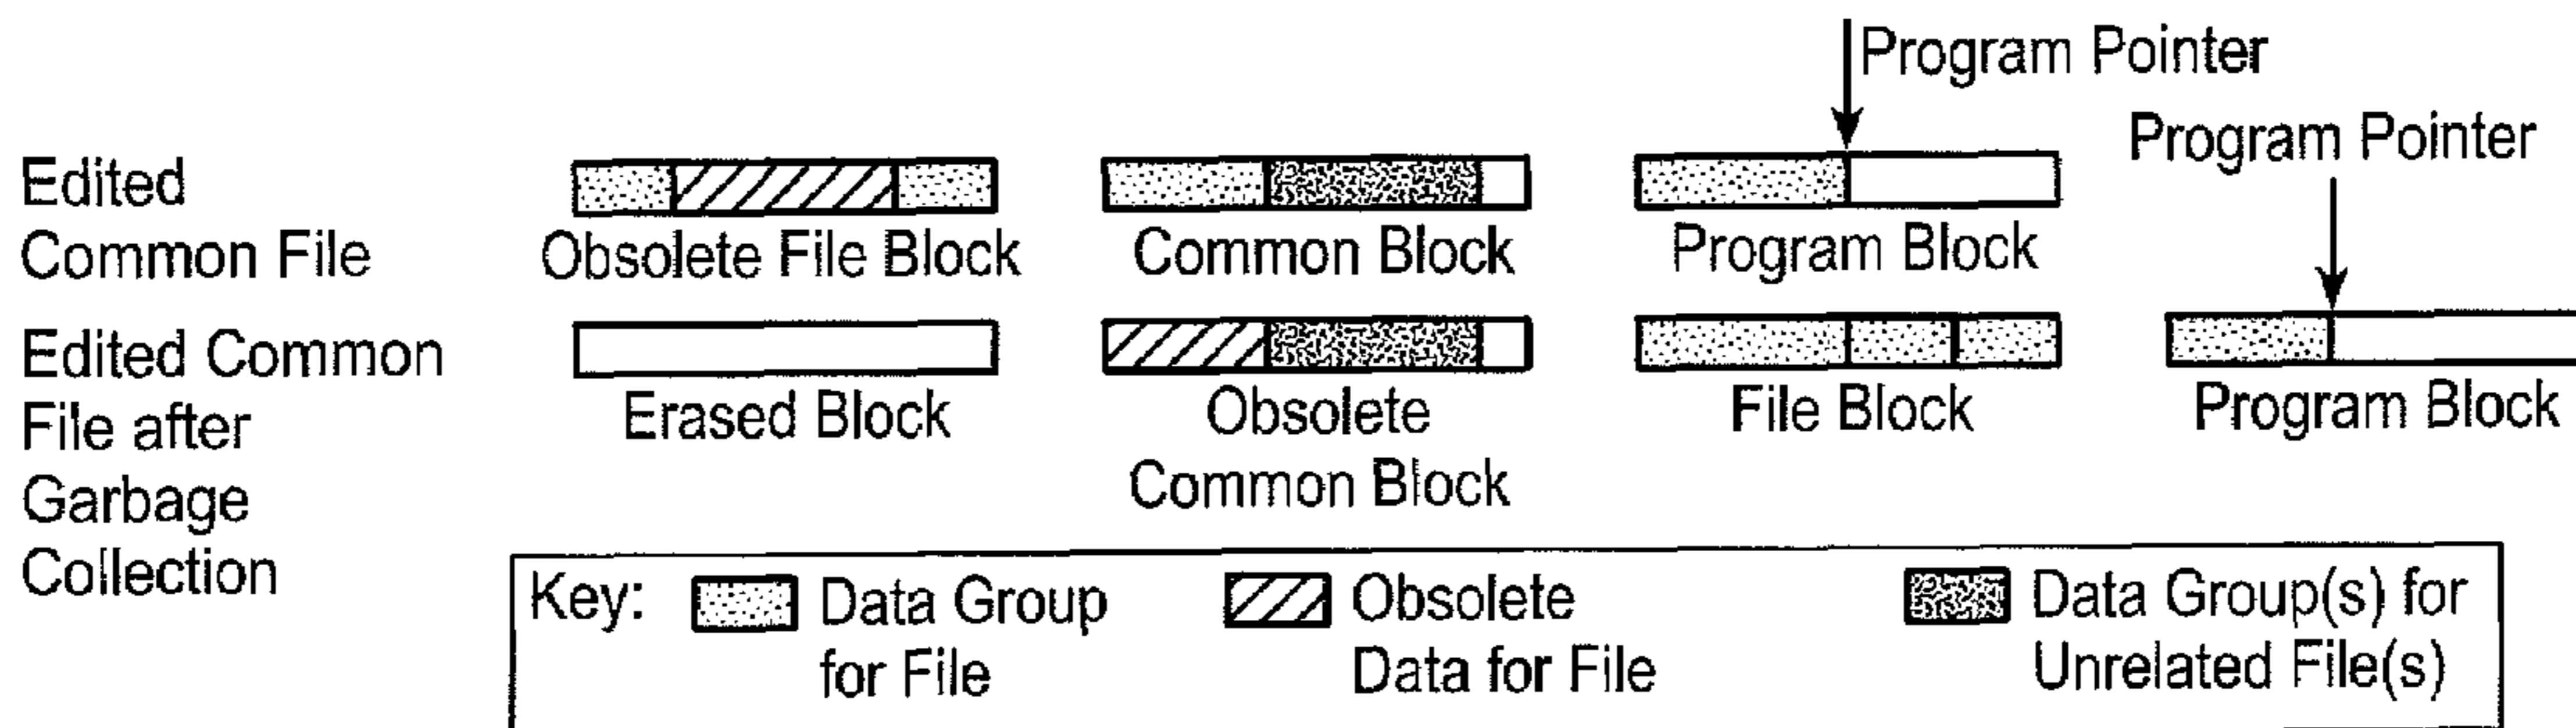 Program Pointer
Program Pointer
Edited
Common File
Obsolete File Block
Common Block
Program Block
Edited Common
File after
Garbage
Collection
Erased Block
Obsolete
Common Block
File Block
Program Block
Key:
Data Group
for File
Obsolete
Data for File
Data Group(s) for
Unrelated File(s)